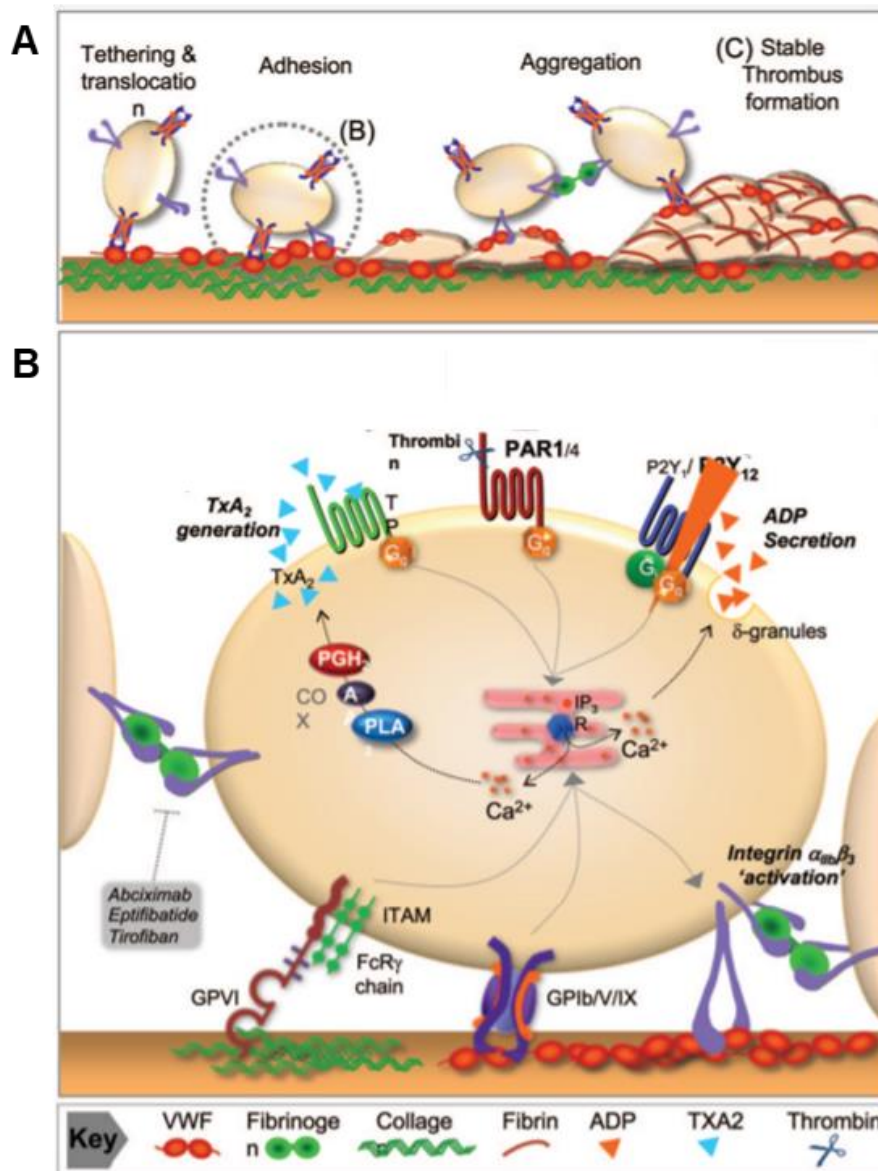 A
Tethering &
translocatio
n
Adhesion
(B)
Aggregation
(C) Stable
Thrombus
formation
B
Thrombi
n
PAR1/4
P2Y1/ P2Y12
TxA2
generation
T
P
Gq
Gq
G
Gq
ADP
Secretion
TxA2
δ-granules
PGH
CO
X
A
PLA
IP3
R
Ca2+
Ca2+
Integrin αIIbβ3
'activation'
Abciximab
Eptifibatide
Tirofiban
ITAM
FcRγ
chain
GPVI
GPIb/V/IX
Key
VWF
Fibrinoge
n
Collage
Fibrin
ADP
TXA2
Thrombin